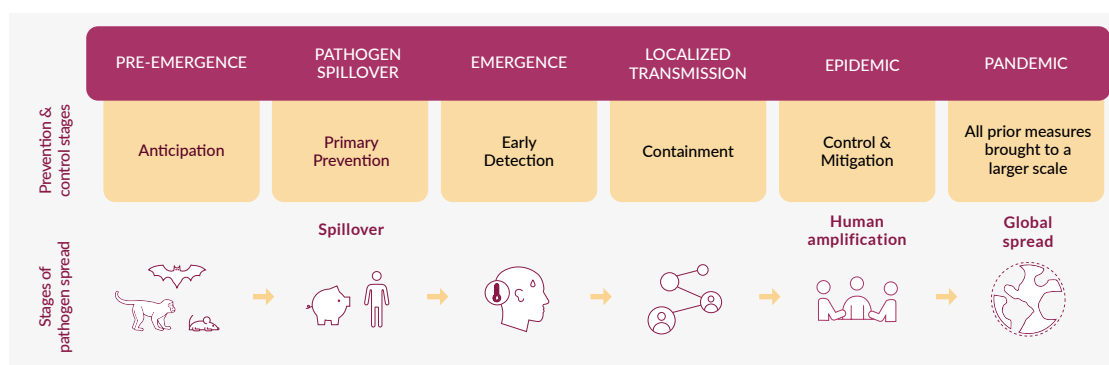 PRE-EMERGENCE
PATHOGEN
SPILLOVER
EMERGENCE
LOCALIZED
TRANSMISSION
EPIDEMIC
PANDEMIC
Prevention &
control stages
Anticipation
Primary
Prevention
Early
Detection
Containment
Control &
Mitigation
All prior measures
brought to a
larger scale
Stages of
pathogen spread
Spillover
Human
amplification
Global
spread